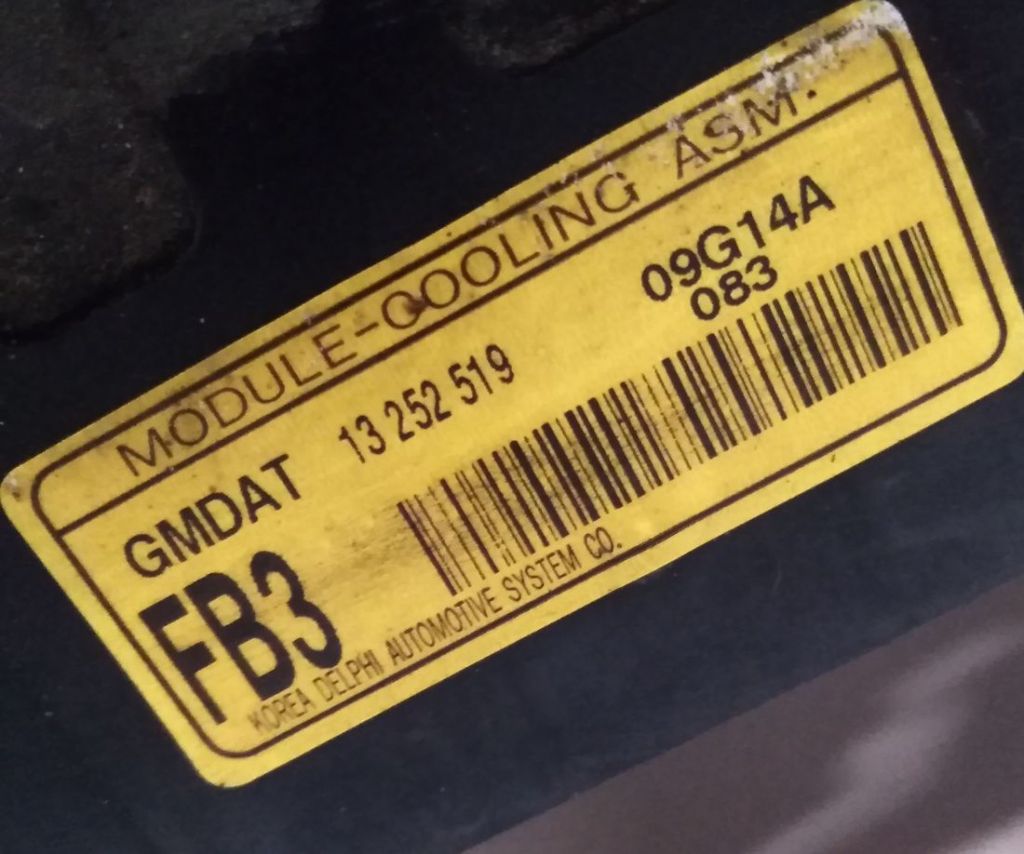 MODULE-COOLING ASM.
GMDAT 13 252 519 09G14A
083
FB3
KOREA DELPHI AUTOMOTIVE SYSTEM CO.